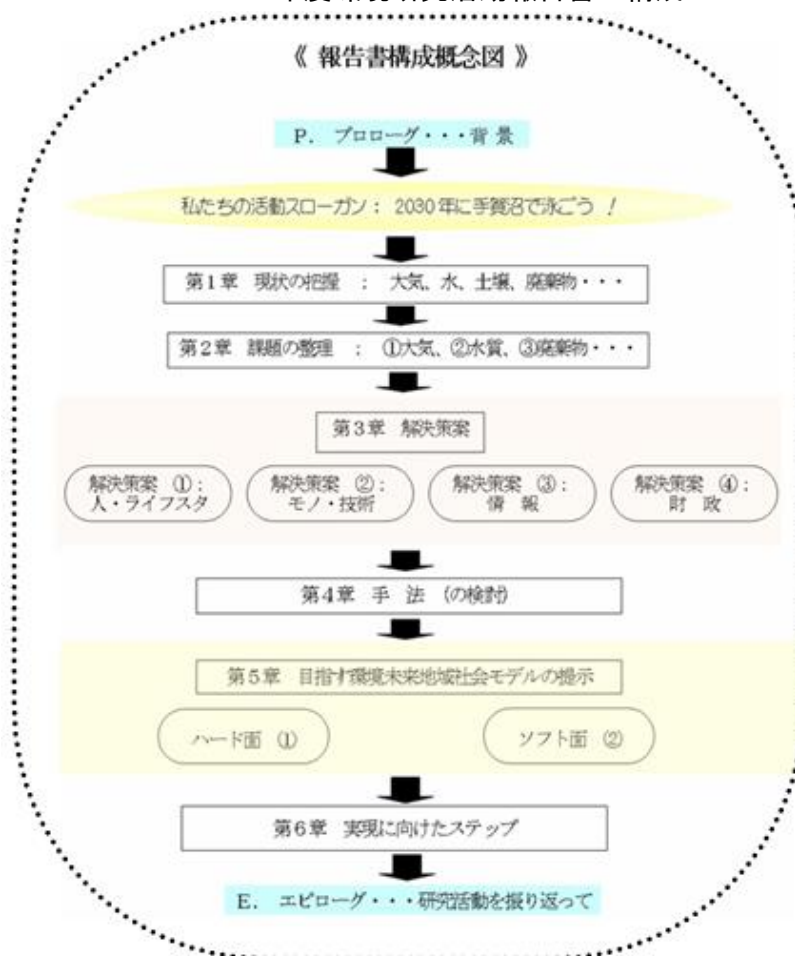 《 報告書構成概念図 》
P. プロローグ・・・背 景
私たちの活動スローガン : 2030年に手賀沼で泳ごう !
第1章 現状の把握 : 大気、水、土壌、廃棄物・・・
第2章 課題の整理 : ①大気、②水質、③廃棄物・・・
第3章 解決策案
解決策案 ①:
人・ライフスタ
解決策案 ②:
モノ・技術
解決策案 ③:
情 報
解決策案 ④:
財 政
第4章 手 法 (の検討)
第5章 目指す環境未来地域社会モデルの提示
ハード面 ①
ソフト面 ②
第6章 実現に向けたステップ
E. エピローグ・・・研究活動を振り返って